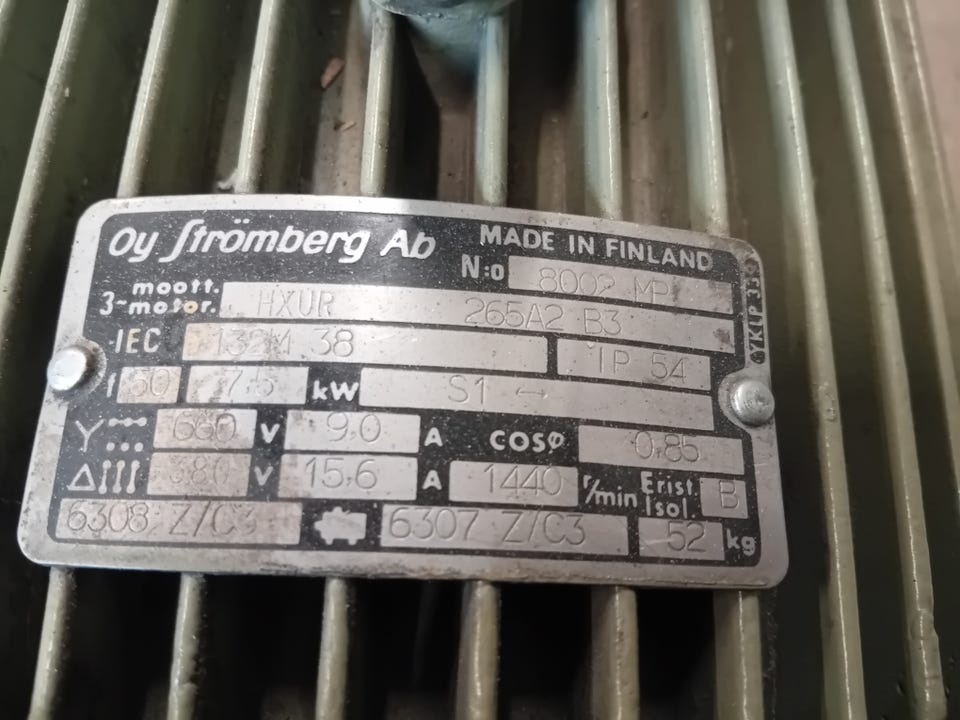 Oy Strömberg Ab MADE IN FINLAND
N:o 8002 MP
moott.
3~motor. HXUR 265A2 B3
IEC 132M 38 IP 54
f 50 7,5 kW S1
Y 660 V 9,0 A cosφ 0,85
Δ 380 V 15,6 A 1440 r/min Erist. Isol. B
6308 Z/C3 6307 Z/C3 52 kg